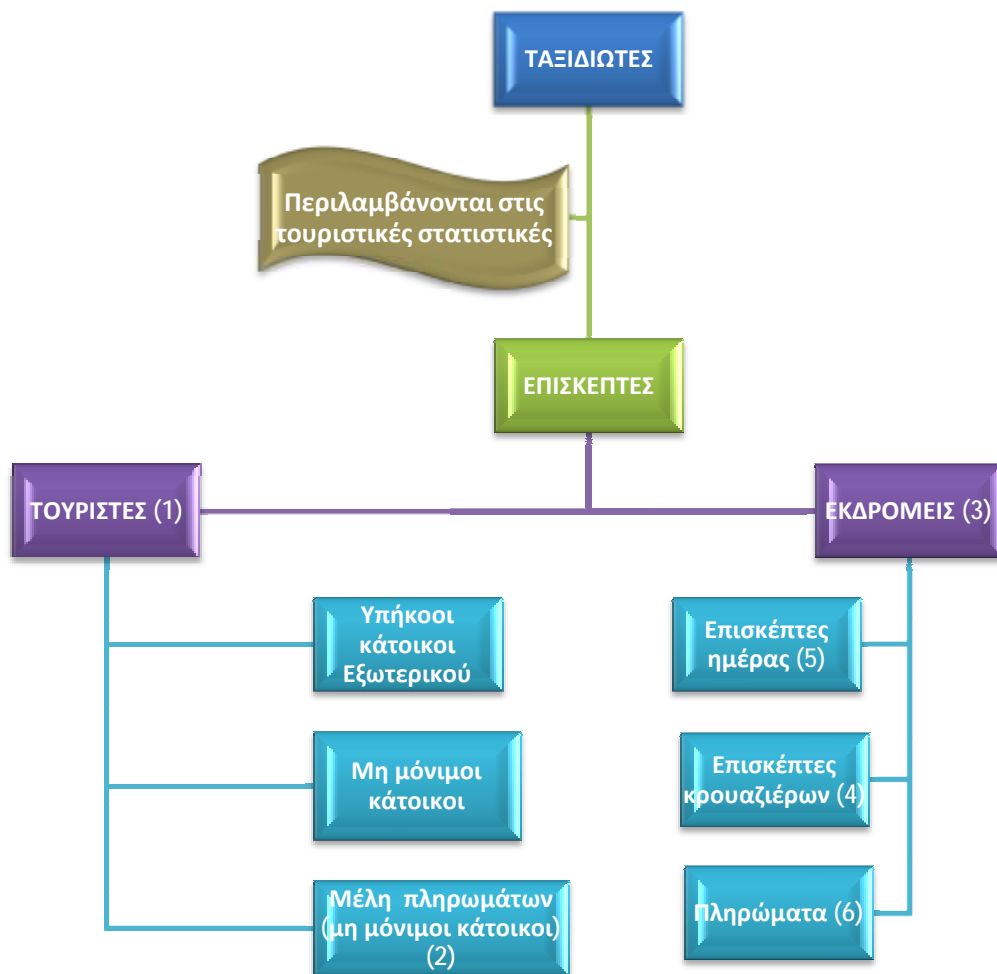 ΤΑΞΙΔΙΩΤΕΣ
Περιλαμβάνονται στις
τουριστικές στατιστικές
ΕΠΙΣΚΕΠΤΕΣ
ΤΟΥΡΙΣΤΕΣ (1)
ΕΚΔΡΟΜΕΙΣ (3)
Υπήκοοι
κάτοικοι
Εξωτερικού
Επισκέπτες
ημέρας (5)
Μη μόνιμοι
κάτοικοι
Επισκέπτες
κρουαζιέρων (4)
Μέλη πληρωμάτων
(μη μόνιμοι κάτοικοι)
(2)
Πληρώματα (6)